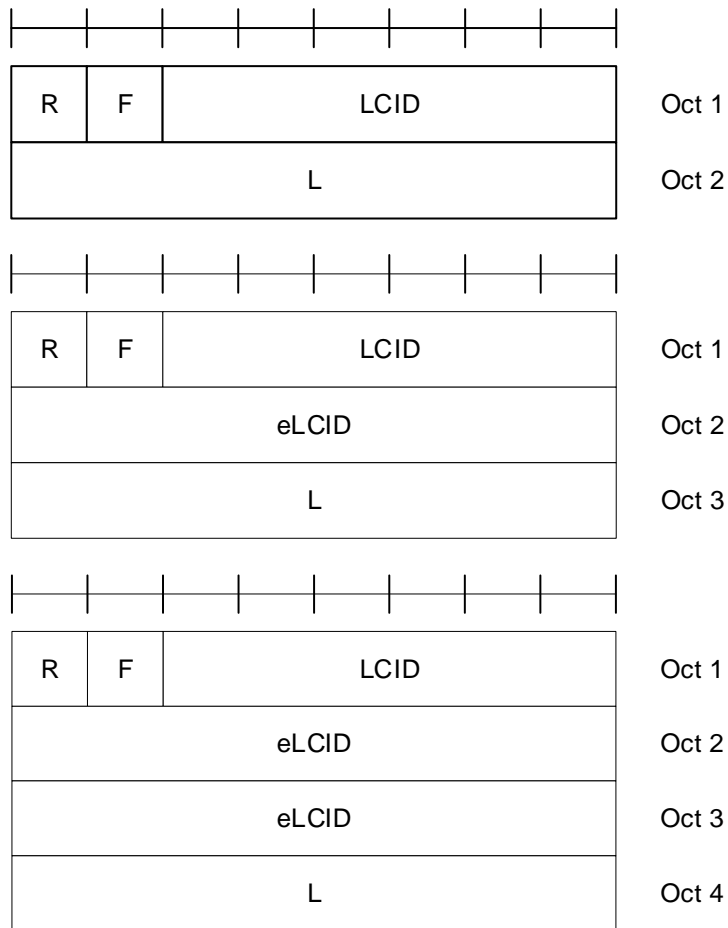 R F LCID Oct 1
L Oct 2
R F LCID Oct 1
eLCID Oct 2
L Oct 3
R F LCID Oct 1
eLCID Oct 2
eLCID Oct 3
L Oct 4